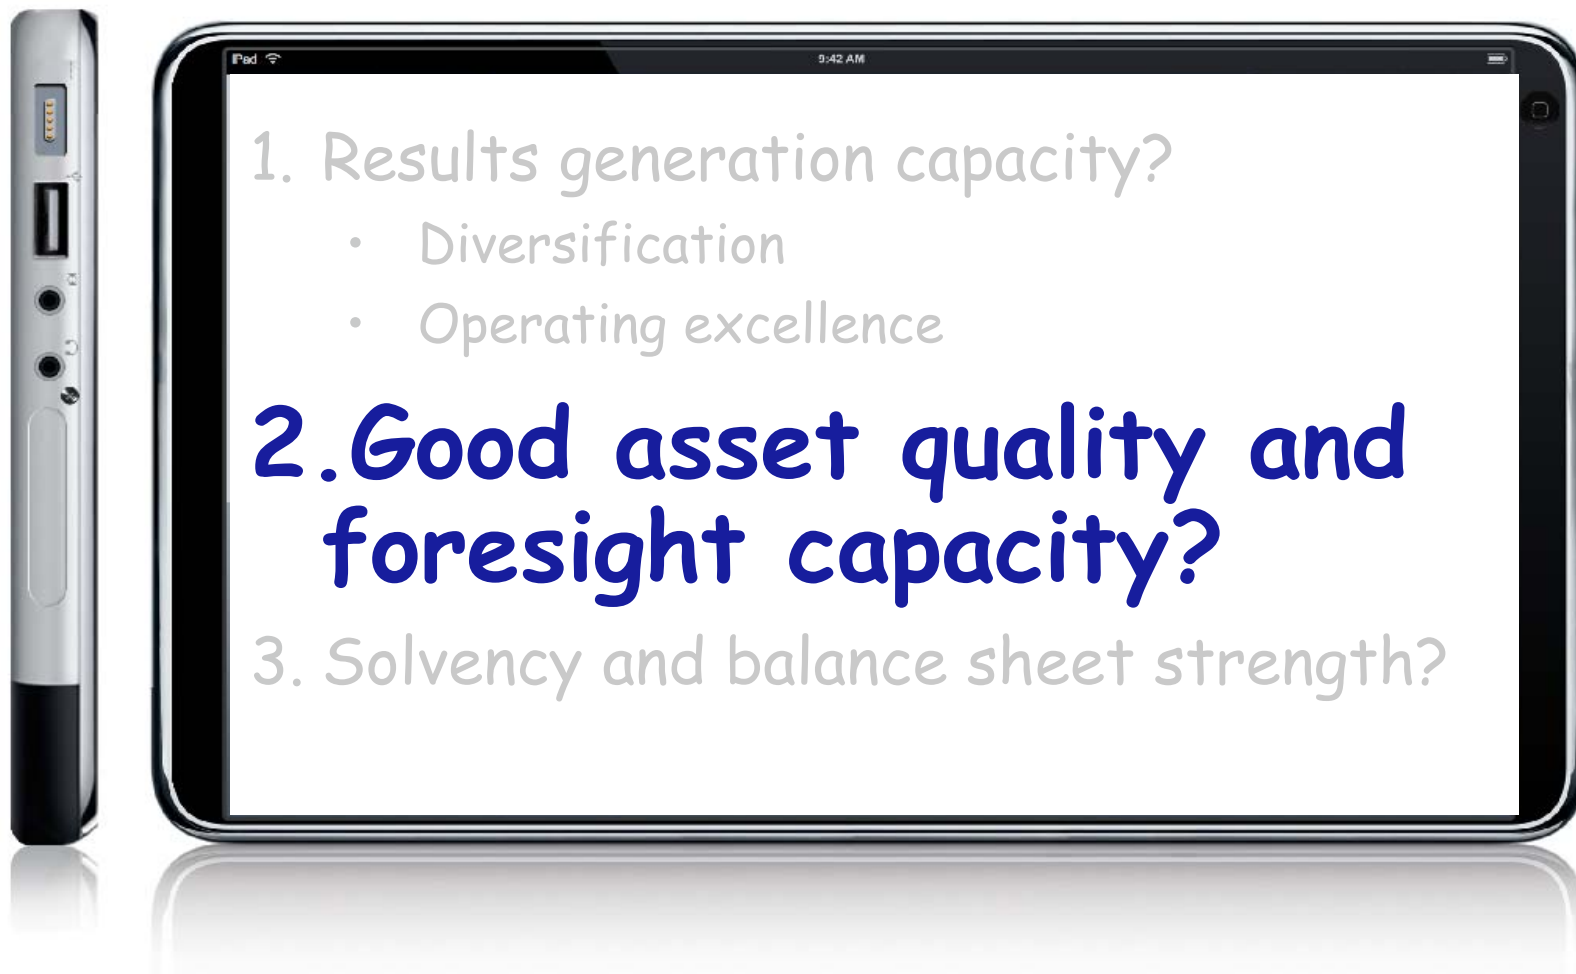 iPad 9:42 AM
1. Results generation capacity?
• Diversification
• Operating excellence
2.Good asset quality and
foresight capacity?
3. Solvency and balance sheet strength?